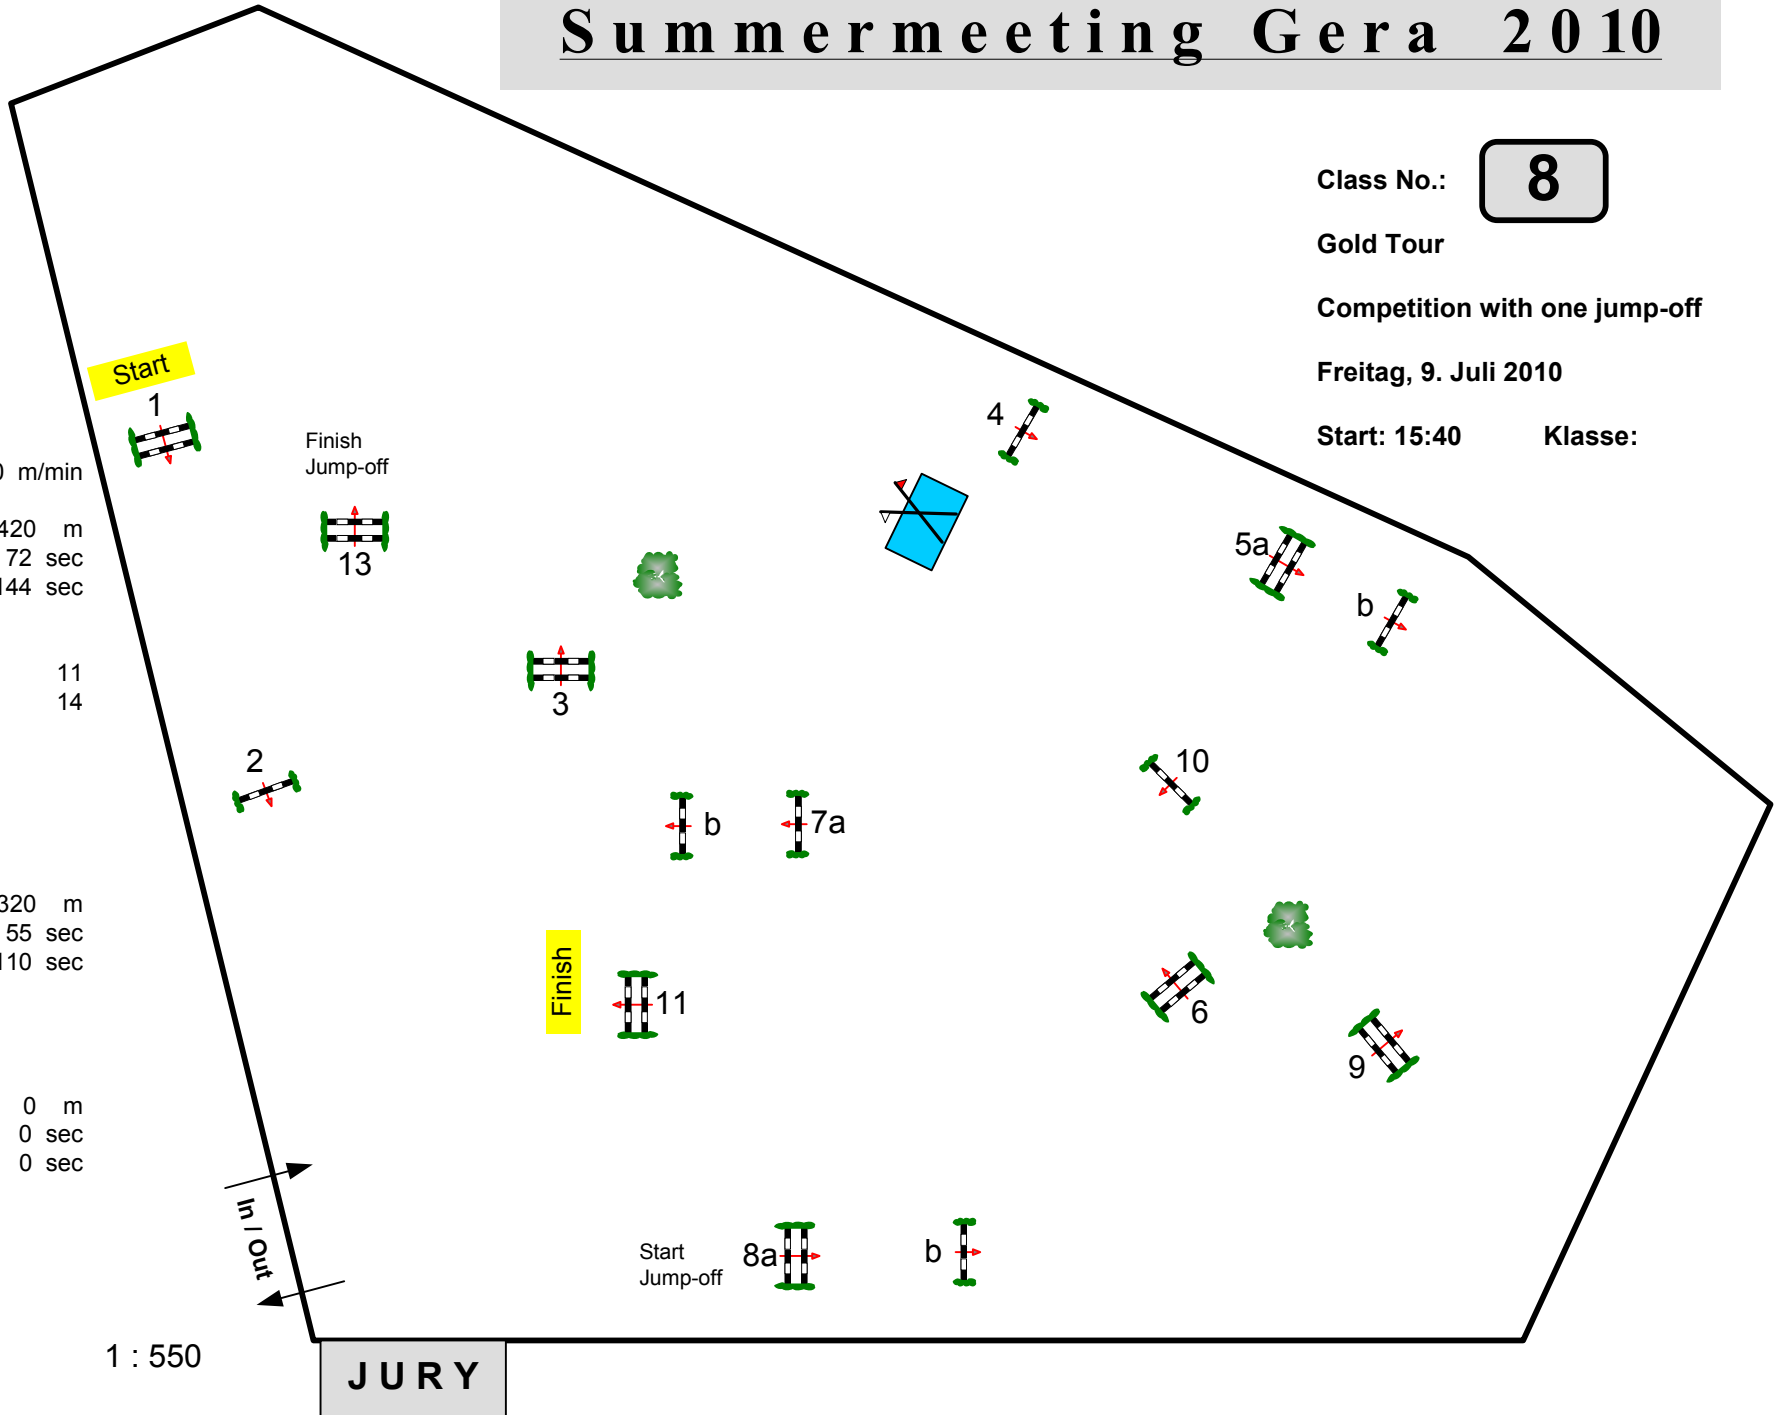 Summermeeting Gera 2010
Class No.: 8
Gold Tour
Competition with one jump-off
Freitag, 9. Juli 2010
Start: 15:40 Klasse:
Start
1
Finish
Jump-off
13
4
5a
b
3
2
10
b
7a
Finish
11
6
9
Start
Jump-off
8a
b
In / Out
0 m/min
420 m
72 sec
144 sec
11
14
320 m
55 sec
110 sec
0 m
0 sec
0 sec
1 : 550
JURY